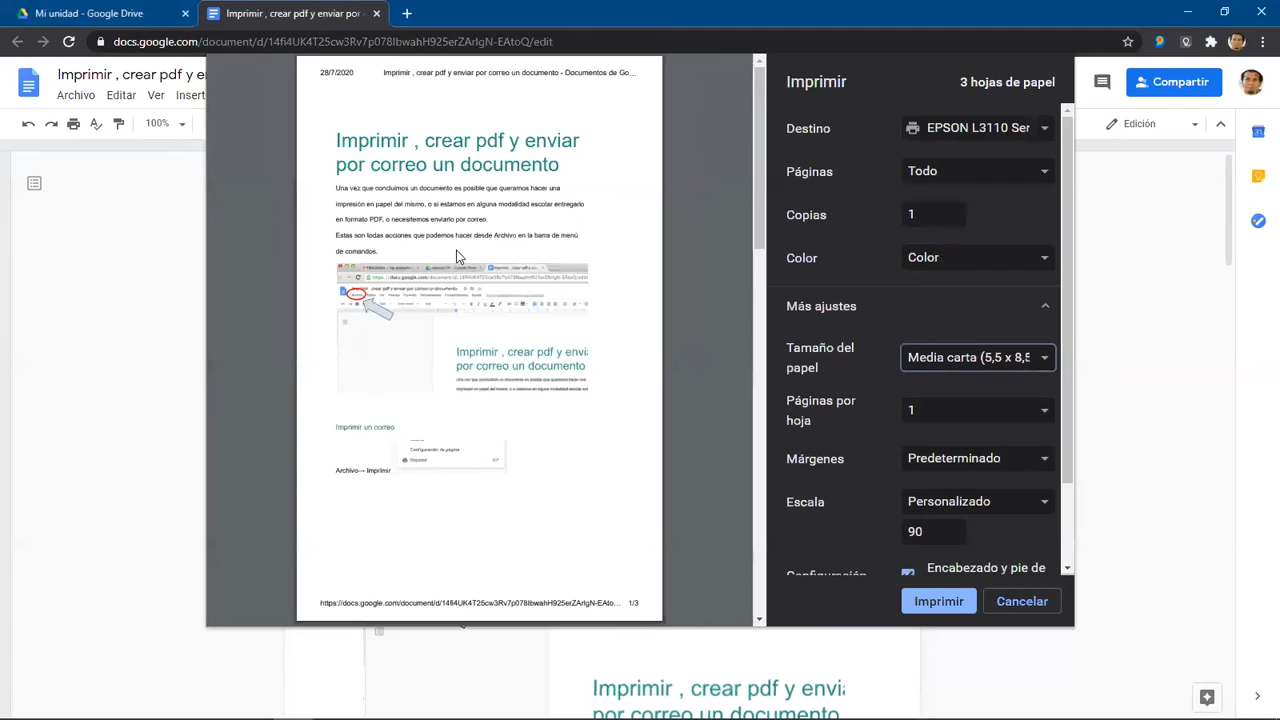 uno - Google Drive
Imprimir , crear pdf y enviar por
google.com/document/d/14fi4UK4T25cw3Rv7p078IbwahH925erZArIgN-EAtoQ/edit
Imprimir , crear pdf y en
Archivo Editar Ver Insert
100%
Compartir
Edición
28/7/2020 Imprimir , crear pdf y enviar por correo un documento - Documentos de Go...
Imprimir , crear pdf y enviar
por correo un documento
Una vez que concluimos un documento es posible que queramos hacer una
impresión en papel del mismo, o si estamos en alguna modalidad escolar entregarlo
en formato PDF, o necesitemos enviarlo por correo.
Estas son todas acciones que podemos hacer desde Archivo en la barra de menú
de comandos.
Imprimir , crear pdf y envi
por correo un documento
Imprimir un correo
Configuración de página
Imprimir ⌘P
Archivo→ Imprimir
https://docs.google.com/document/d/14fi4UK4T25cw3Rv7p078IbwahH925erZArIgN-EAto... 1/3
Imprimir 3 hojas de papel
Destino EPSON L3110 Ser
Páginas Todo
Copias 1
Color Color
Más ajustes
Tamaño del
papel
Media carta (5,5 x 8,5
Páginas por
hoja
1
Márgenes Predeterminado
Escala Personalizado
90
Configuración
Encabezado y pie de
Imprimir
Imprimir , crear pdf y envia
por correo un documento